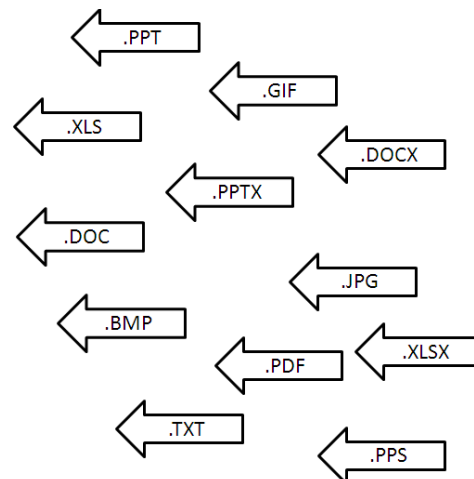 .PPT
.GIF
.XLS
.DOCX
.PPTX
.DOC
.JPG
.BMP
.XLSX
.PDF
.TXT
.PPS